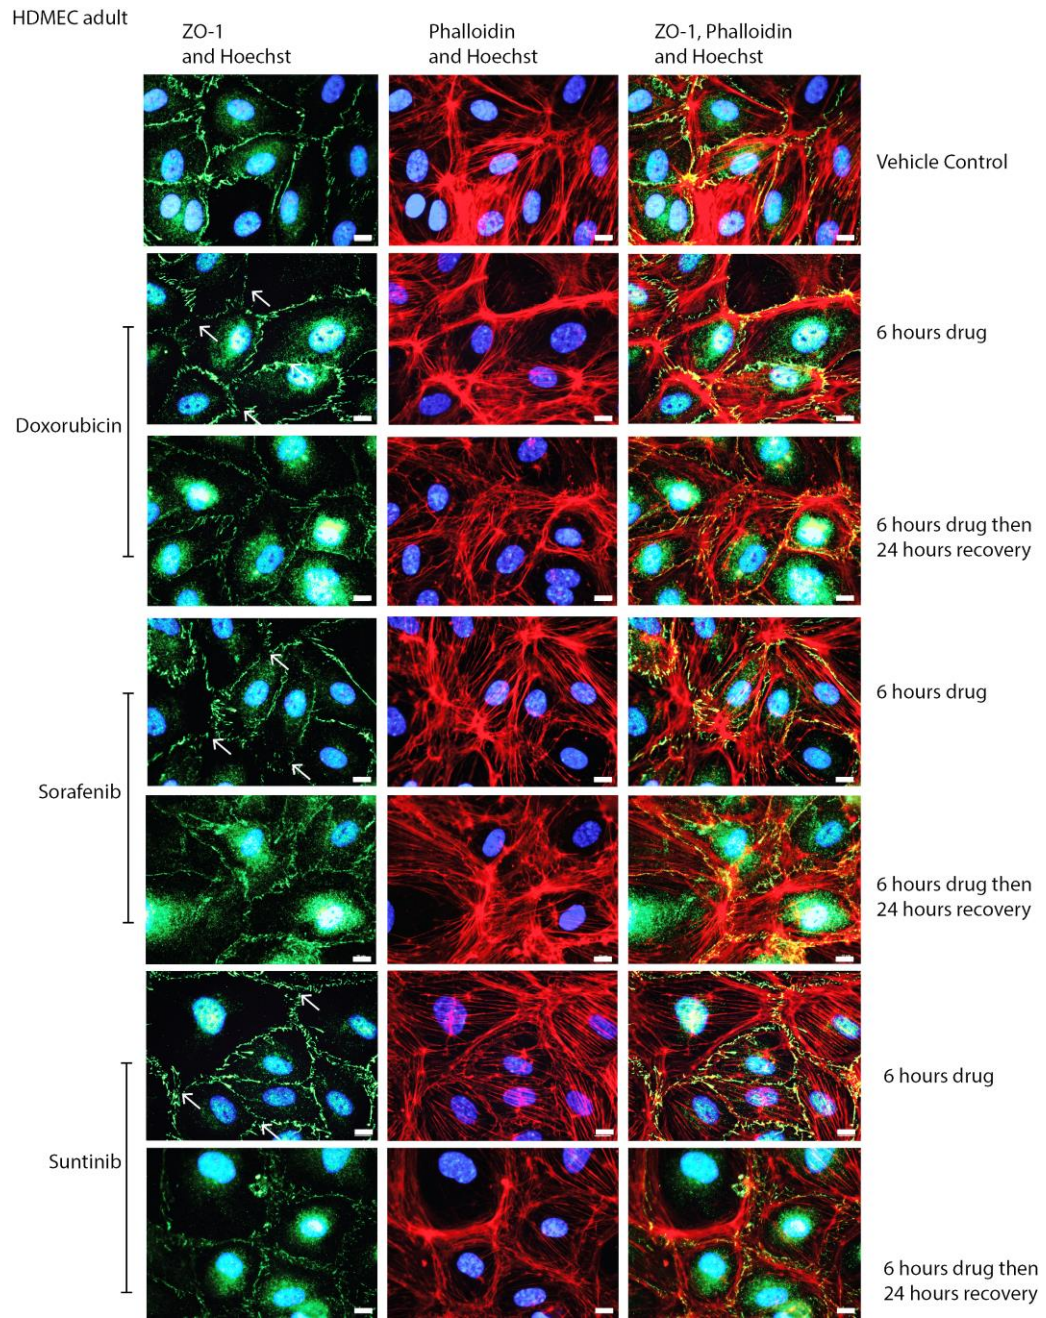 HDMEC adult
ZO-1
and Hoechst
Phalloidin
and Hoechst
ZO-1, Phalloidin
and Hoechst
Vehicle Control
Doxorubicin
6 hours drug
6 hours drug then
24 hours recovery
Sorafenib
6 hours drug
6 hours drug then
24 hours recovery
Suntinib
6 hours drug
6 hours drug then
24 hours recovery